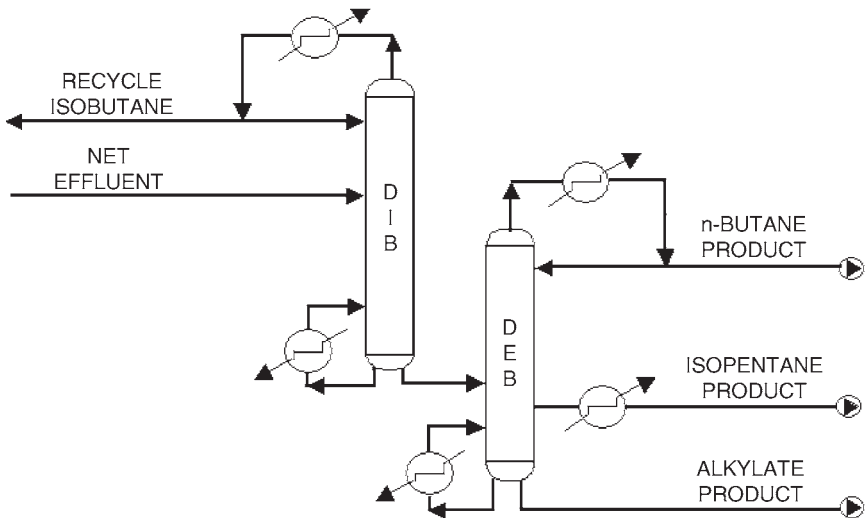 RECYCLE
ISOBUTANE
NET
EFFLUENT
D
I
B
n-BUTANE
PRODUCT
D
E
B
ISOPENTANE
PRODUCT
ALKYLATE
PRODUCT